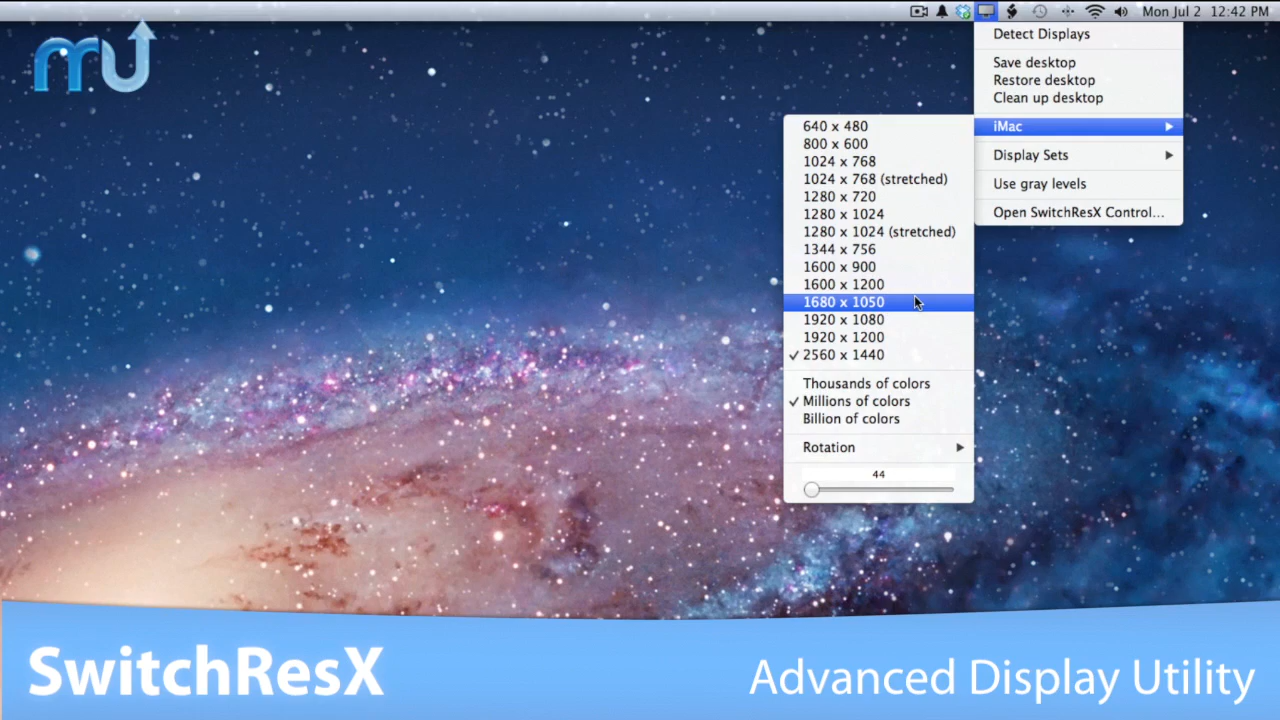 Mon Jul 2 12:42 PM
mu
Detect Displays
Save desktop
Restore desktop
Clean up desktop
iMac
Display Sets
Use gray levels
Open SwitchResX Control...
640 x 480
800 x 600
1024 x 768
1024 x 768 (stretched)
1280 x 720
1280 x 1024
1280 x 1024 (stretched)
1344 x 756
1600 x 900
1600 x 1200
1680 x 1050
1920 x 1080
1920 x 1200
✓ 2560 x 1440
Thousands of colors
✓ Millions of colors
Billion of colors
Rotation
44
SwitchResX
Advanced Display Utility